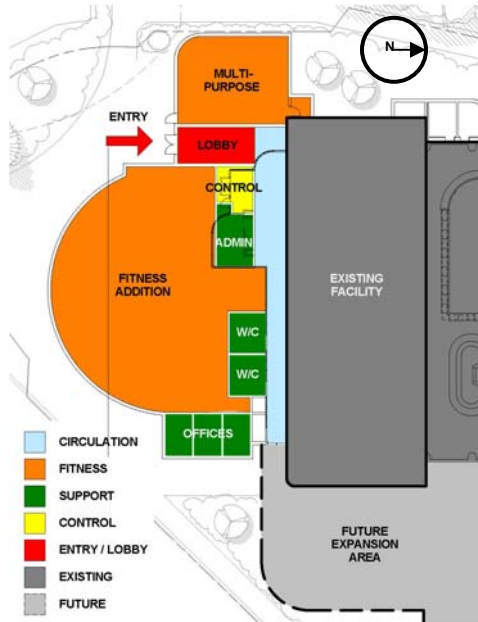 N
MULTI-
PURPOSE
ENTRY
LOBBY
CONTROL
ADMIN
FITNESS
ADDITION
EXISTING
FACILITY
W/C
W/C
OFFICES
CIRCULATION
FITNESS
SUPPORT
CONTROL
ENTRY / LOBBY
EXISTING
FUTURE
FUTURE
EXPANSION
AREA